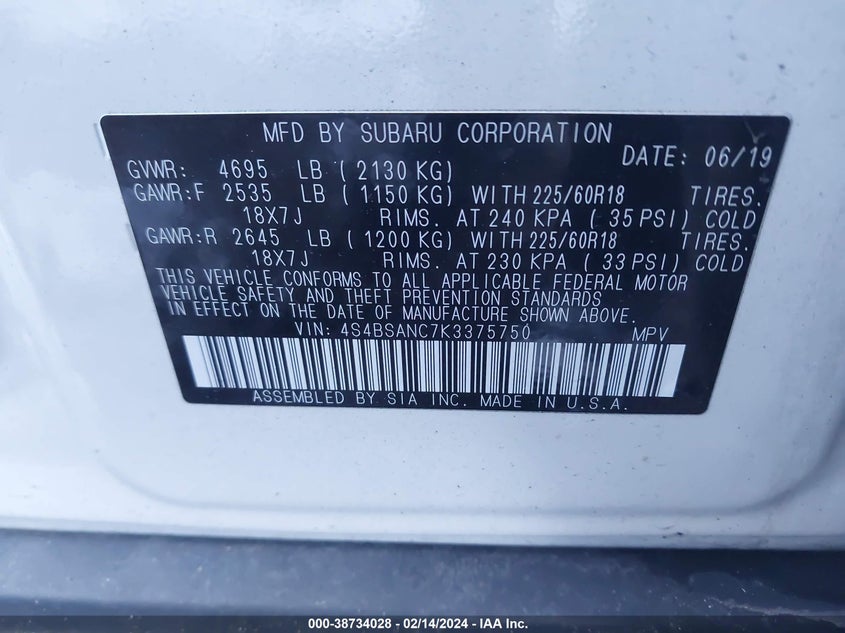 MFD BY SUBARU CORPORATION
DATE: 06/19
GVWR: 4695 LB ( 2130 KG)
GAWR:F 2535 LB ( 1150 KG) WITH 225/60R18 TIRES.
18X7J RIMS. AT 240 KPA ( 35 PSI) COLD
GAWR:R 2645 LB ( 1200 KG) WITH 225/60R18 TIRES.
18X7J RIMS. AT 230 KPA ( 33 PSI) COLD
THIS VEHICLE CONFORMS TO ALL APPLICABLE FEDERAL MOTOR
VEHICLE SAFETY AND THEFT PREVENTION STANDARDS
IN EFFECT ON THE DATE OF MANUFACTURE SHOWN ABOVE.
VIN: 4S4BSANC7K3375750 MPV
ASSEMBLED BY SIA INC. MADE IN U.S.A.
000-38734028 - 02/14/2024 - IAA Inc.